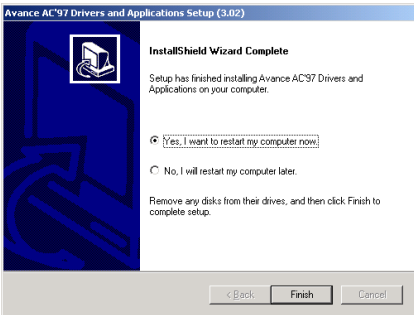 Avance AC'97 Drivers and Applications Setup (3.02)
InstallShield Wizard Complete
Setup has finished installing Avance AC'97 Drivers and
Applications on your computer.
Yes, I want to restart my computer now.
No, I will restart my computer later.
Remove any disks from their drives, and then click Finish to
complete setup.
< Back
Finish
Cancel